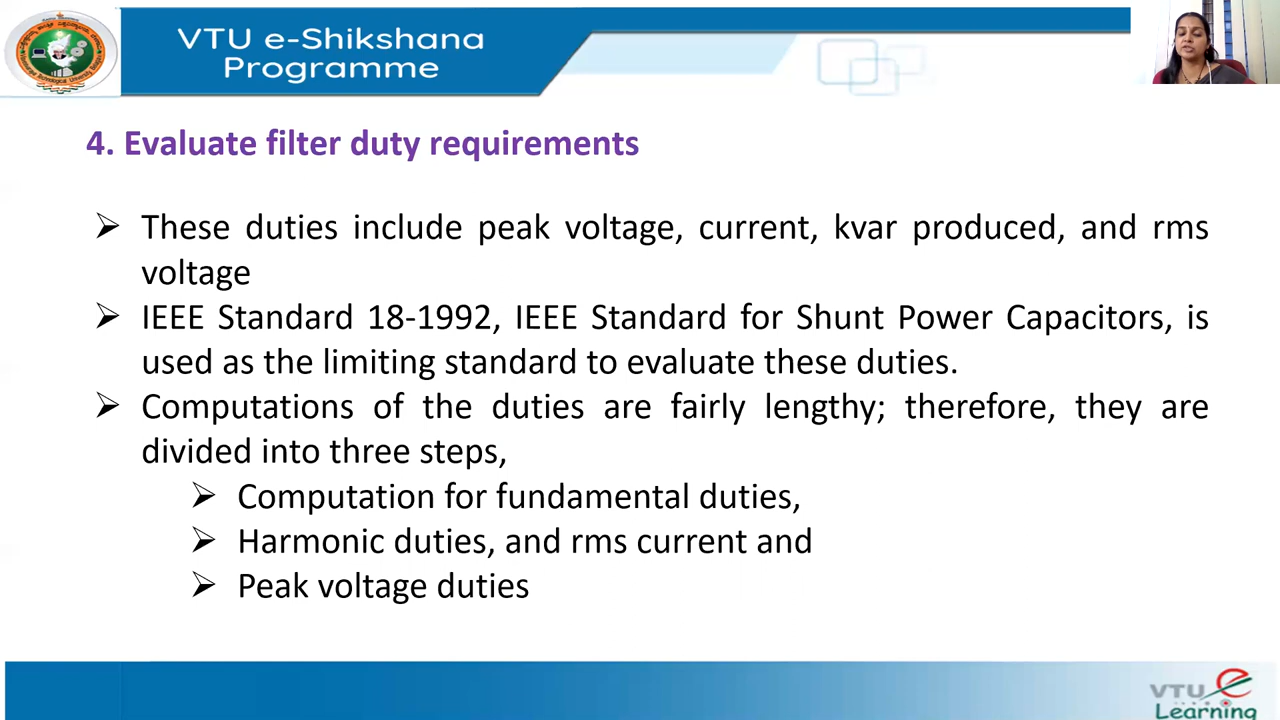 VTU e-Shikshana
Programme
4. Evaluate filter duty requirements
➢ These duties include peak voltage, current, kvar produced, and rms
voltage
➢ IEEE Standard 18-1992, IEEE Standard for Shunt Power Capacitors, is
used as the limiting standard to evaluate these duties.
➢ Computations of the duties are fairly lengthy; therefore, they are
divided into three steps,
➢ Computation for fundamental duties,
➢ Harmonic duties, and rms current and
➢ Peak voltage duties
VTU e
Learning